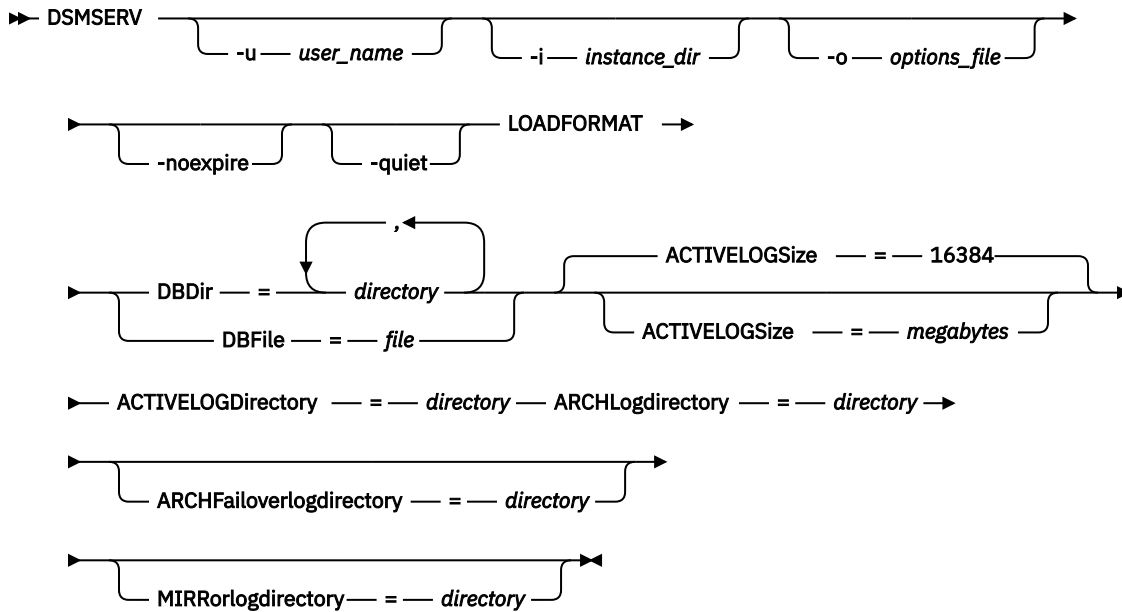 DSMSERV
-u user_name -i instance_dir -o options_file
-noexpire -quiet LOADFORMAT
,
DBDir = directory
DBFile = file
ACTIVELOGSize = 16384
ACTIVELOGSize = megabytes
ACTIVELOGDirectory = directory ARCHLogdirectory = directory
ARCHFailoverlogdirectory = directory
MIRRorlogdirectory = directory